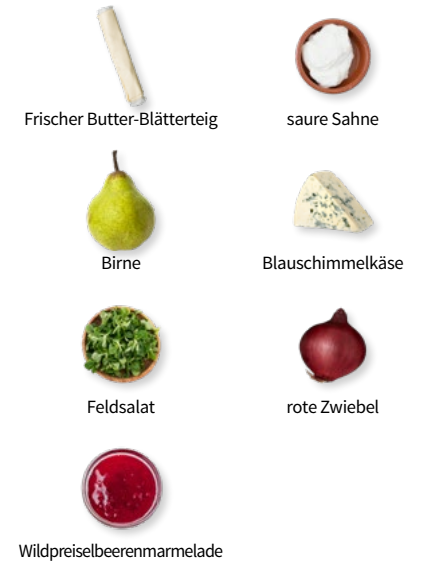 Frischer Butter-Blätterteig
saure Sahne
Birne
Blauschimmelkäse
Feldsalat
rote Zwiebel
Wildpreiselbeerenmarmelade